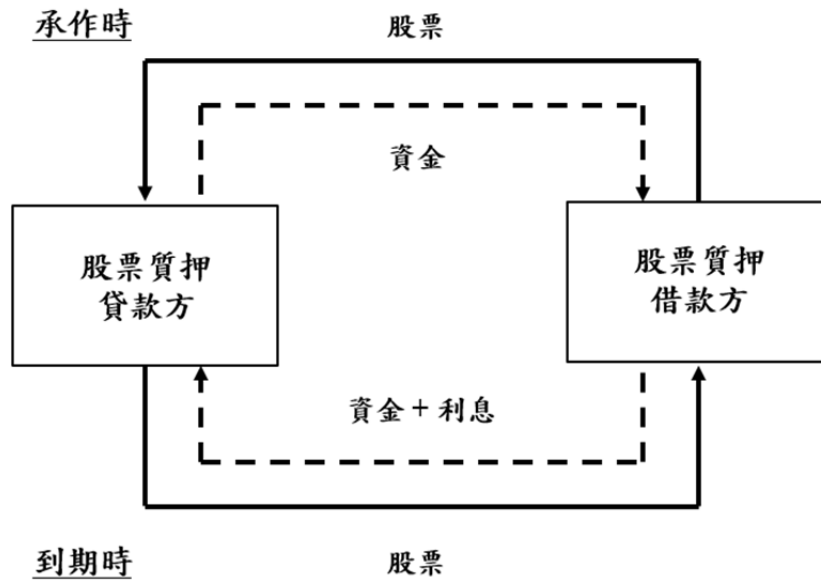 承作時
股票
資金
股票質押
貸款方
股票質押
借款方
資金+利息
到期時
股票